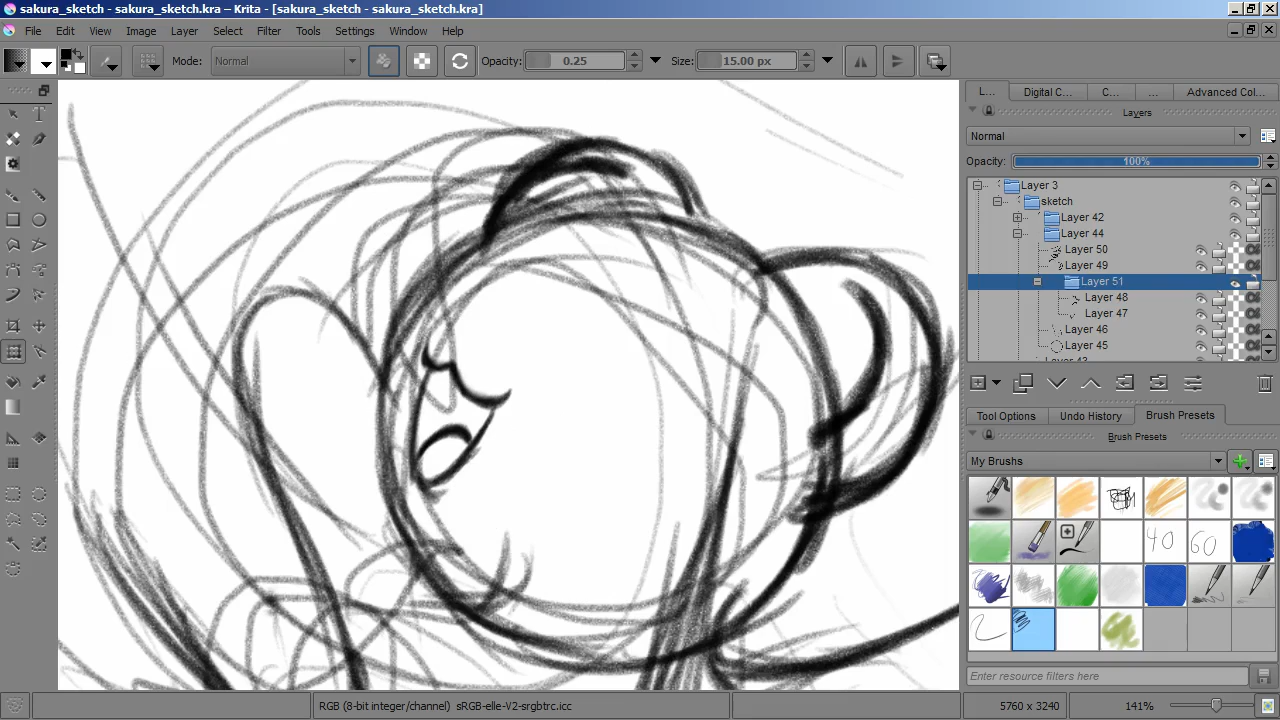 sakura_sketch - sakura_sketch.kra – Krita - [sakura_sketch - sakura_sketch.kra]
File Edit View Image Layer Select Filter Tools Settings Window Help
Mode: Normal Opacity: 0.25 Size: 15.00 px
L... Digital C... C... ... Advanced Col...
Layers
Normal
Opacity: 100%
Layer 3
sketch
Layer 42
Layer 44
Layer 50
Layer 49
Layer 51
Layer 48
Layer 47
Layer 46
Layer 45
Layer 43
Tool Options Undo History Brush Presets
Brush Presets
My Brushes
40 60
Enter resource filters here
RGB (8-bit integer/channel) sRGB-elle-V2-srgbtrc.icc 5760 x 3240 141%